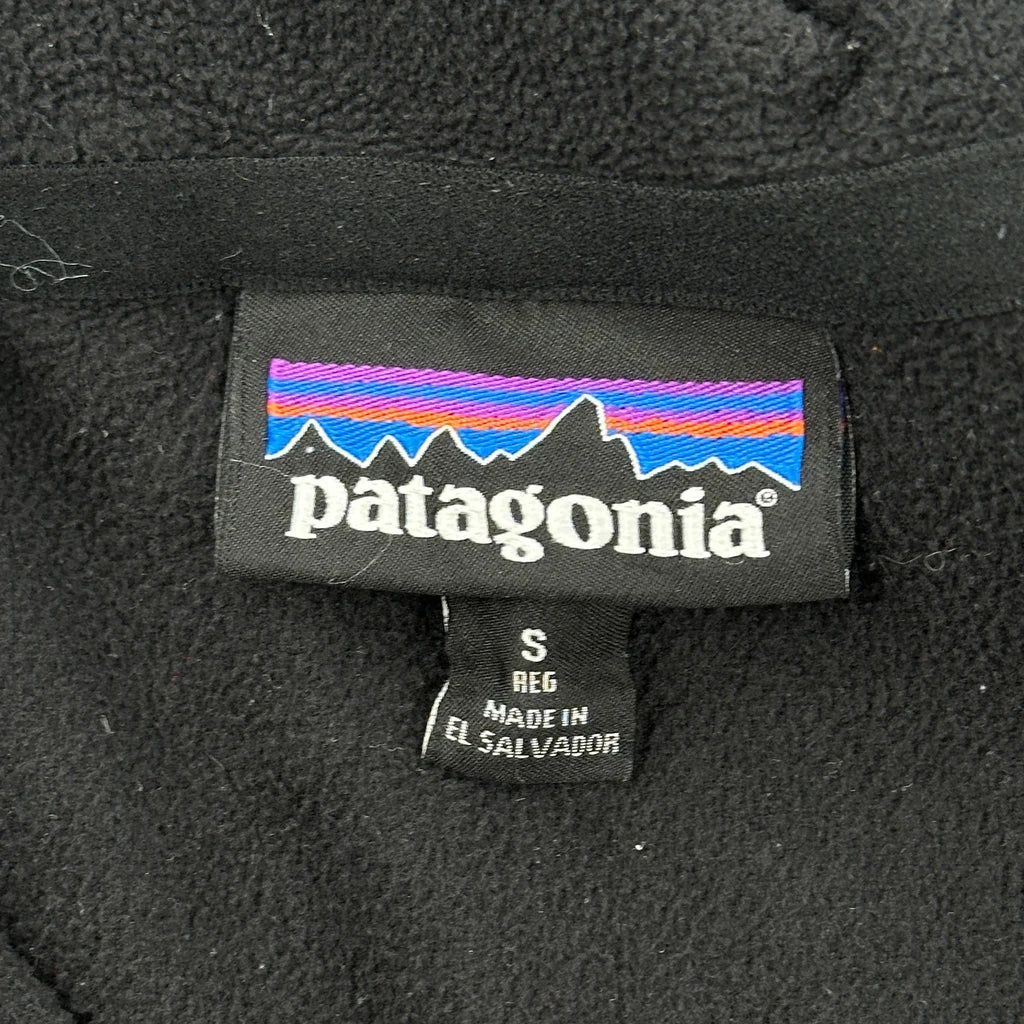 patagonia®
S
REG
MADE IN
EL SALVADOR